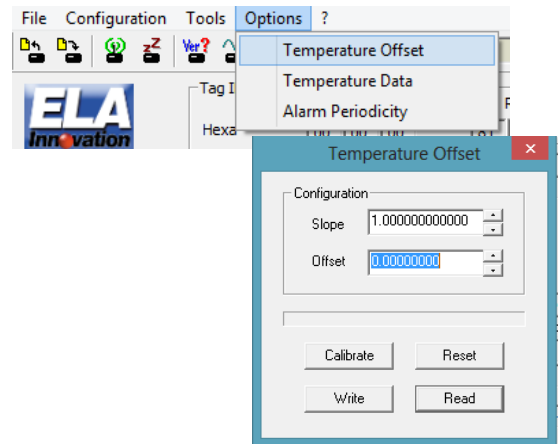 File Configuration Tools Options ?
Ver?
Temperature Offset
Temperature Data
Alarm Periodicity
ELA
Innovation
Tag I
Hexa
Temperature Offset
Configuration
Slope 1.000000000000
Offset 0.00000000
Calibrate Reset
Write Read